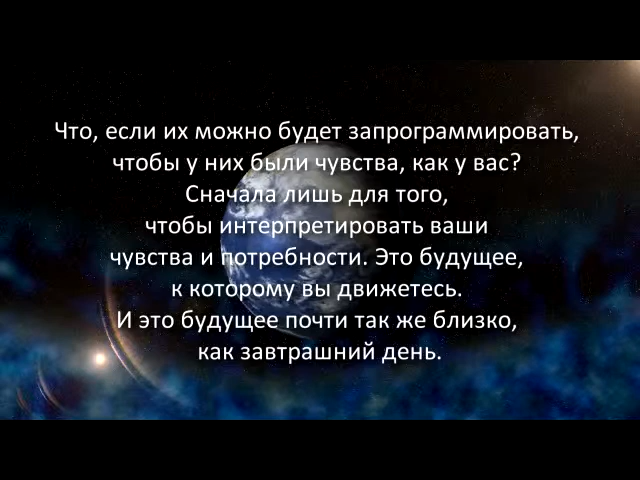 Что, если их можно будет запрограммировать,
чтобы у них были чувства, как у вас?
Сначала лишь для того,
чтобы интерпретировать ваши
чувства и потребности. Это будущее,
к которому вы движетесь.
И это будущее почти так же близко,
как завтрашний день.